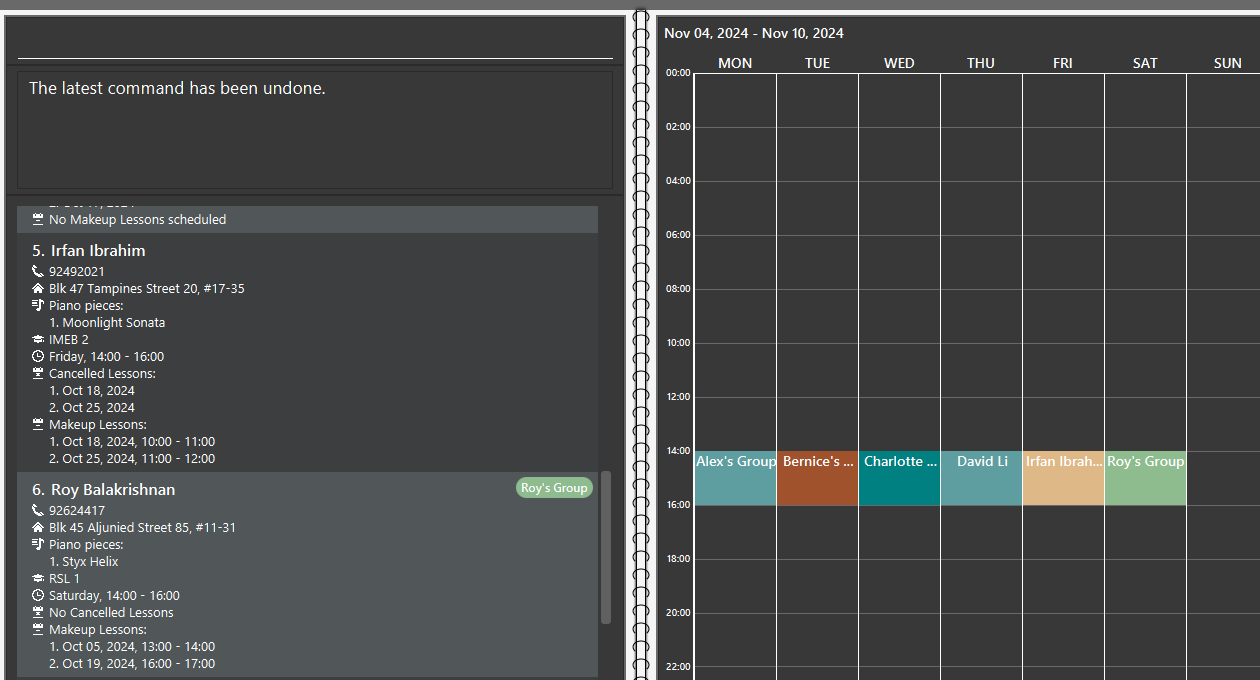 The latest command has been undone.
No Makeup Lessons scheduled
5. Irfan Ibrahim
92492021
Blk 47 Tampines Street 20, #17-35
Piano pieces:
1. Moonlight Sonata
IMEB 2
Friday, 14:00 - 16:00
Cancelled Lessons:
1. Oct 18, 2024
2. Oct 25, 2024
Makeup Lessons:
1. Oct 18, 2024, 10:00 - 11:00
2. Oct 25, 2024, 11:00 - 12:00
6. Roy Balakrishnan
Roy's Group
92624417
Blk 45 Aljunied Street 85, #11-31
Piano pieces:
1. Styx Helix
RSL 1
Saturday, 14:00 - 16:00
No Cancelled Lessons
Makeup Lessons:
1. Oct 05, 2024, 13:00 - 14:00
2. Oct 19, 2024, 16:00 - 17:00
Nov 04, 2024 - Nov 10, 2024
MON TUE WED THU FRI SAT SUN
00:00
02:00
04:00
06:00
08:00
10:00
12:00
14:00
Alex's Group Bernice's ... Charlotte ... David Li Irfan Ibrah... Roy's Group
16:00
18:00
20:00
22:00